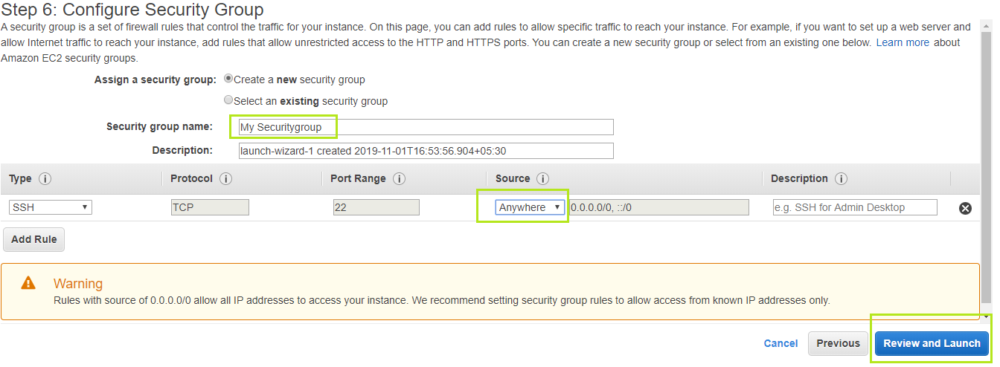 Step 6: Configure Security Group
A security group is a set of firewall rules that control the traffic for your instance. On this page, you can add rules to allow specific traffic to reach your instance. For example, if you want to set up a web server and
allow Internet traffic to reach your instance, add rules that allow unrestricted access to the HTTP and HTTPS ports. You can create a new security group or select from an existing one below. Learn more about
Amazon EC2 security groups.
Assign a security group: Create a new security group
Select an existing security group
Security group name: My Securitygroup
Description: launch-wizard-1 created 2019-11-01T16:53:56.904+05:30
Type i Protocol i Port Range i Source i Description i
SSH TCP 22 Anywhere 0.0.0.0/0, ::/0 e.g. SSH for Admin Desktop
Add Rule
Warning
Rules with source of 0.0.0.0/0 allow all IP addresses to access your instance. We recommend setting security group rules to allow access from known IP addresses only.
Cancel Previous Review and Launch